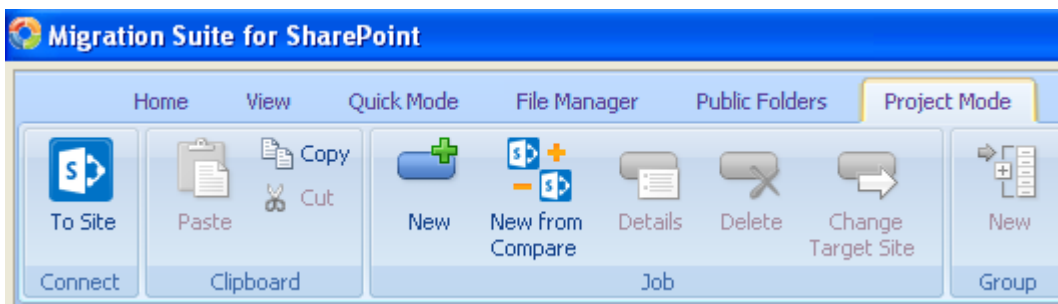 Migration Suite for SharePoint
Home View Quick Mode File Manager Public Folders Project Mode
To Site
Connect
Paste
Copy
Cut
Clipboard
New
New from
Compare
Details
Delete
Change
Target Site
Job
New
Group